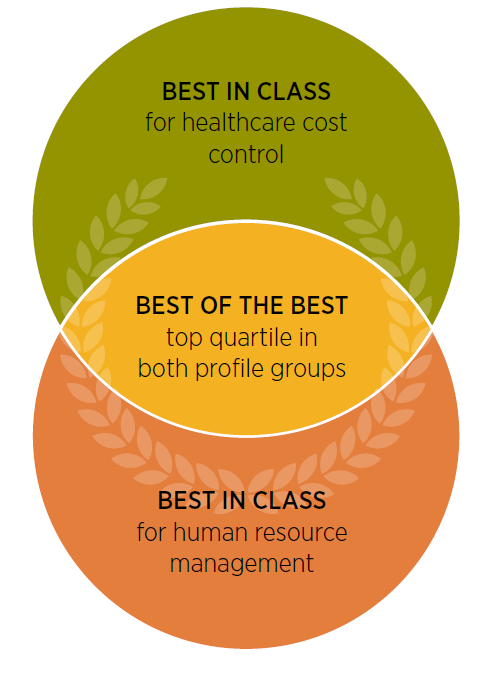 BEST IN CLASS
for healthcare cost
control
BEST OF THE BEST
top quartile in
both profile groups
BEST IN CLASS
for human resource
management